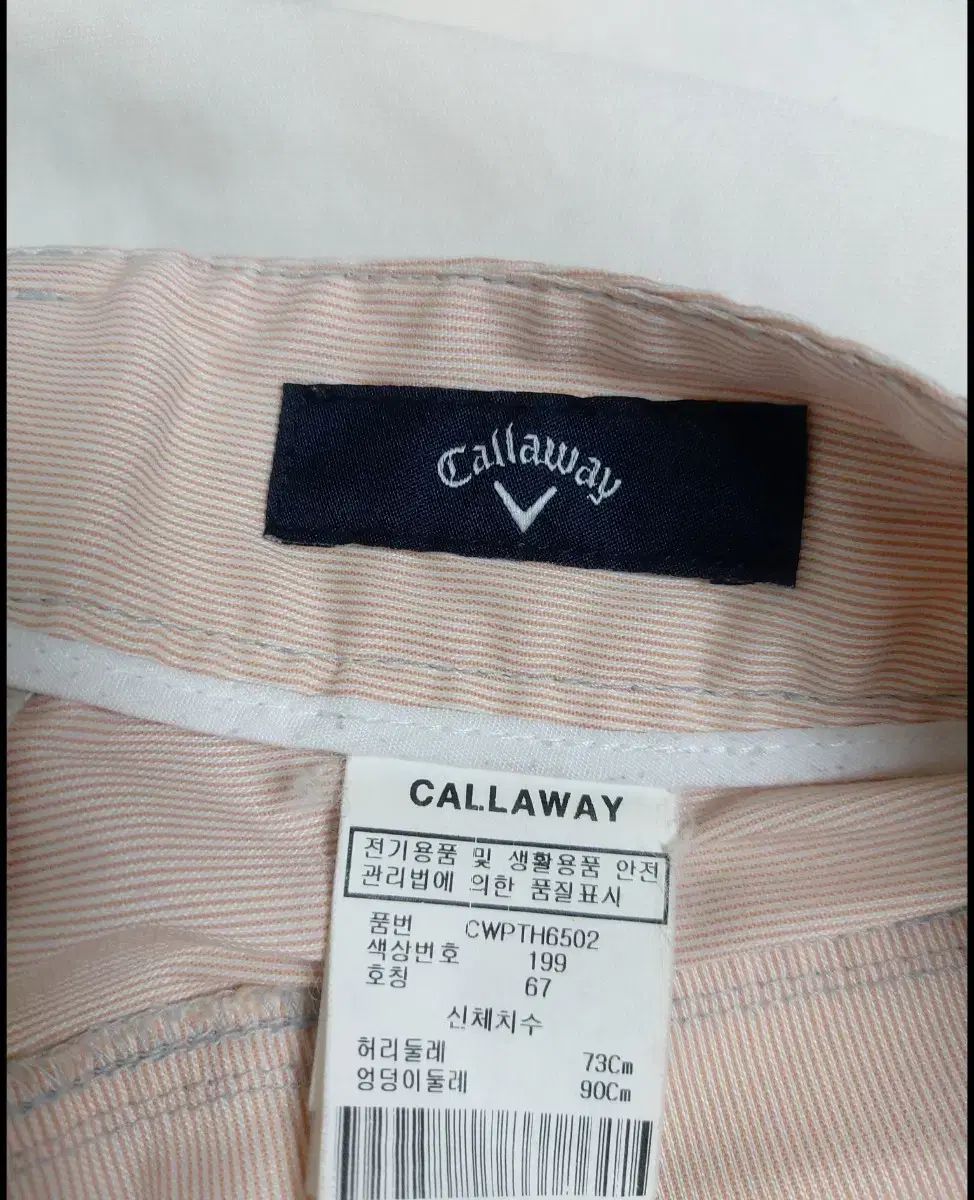 Callaway
CALLAWAY
전기용품 및 생활용품 안전
관리법에 의한 품질표시
품번 CWPTH6502
색상번호 199
호칭 67
신체치수
허리둘레 73Cm
엉덩이둘레 90Cm